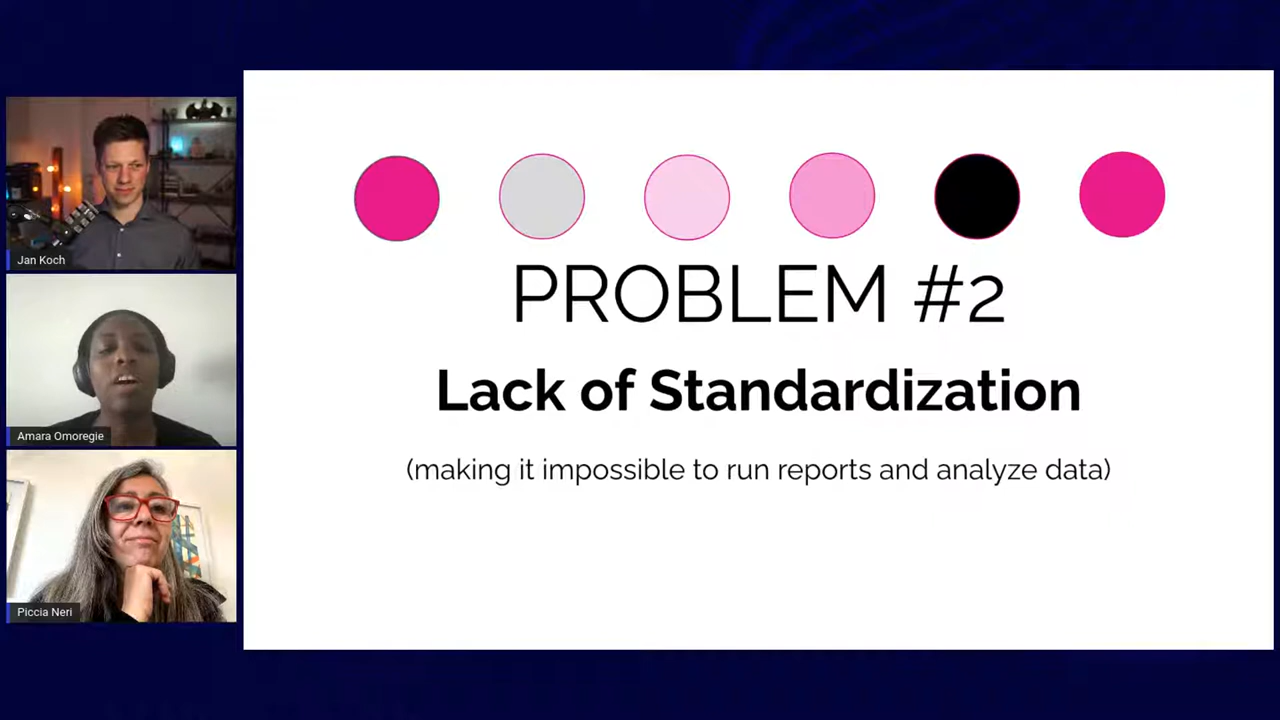 Jan Koch
Amara Omoregie
Piccia Neri
PROBLEM #2
Lack of Standardization
(making it impossible to run reports and analyze data)